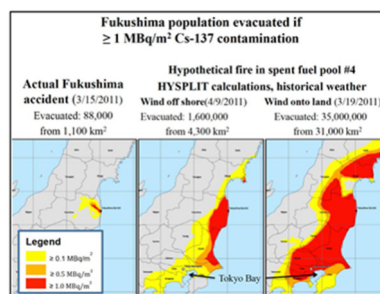 Fukushima population evacuated if
≥ 1 MBq/m² Cs-137 contamination
Actual Fukushima
accident (3/15/2011)
Evacuated: 88,000
from 1,100 km²
Hypothetical fire in spent fuel pool #4
HYSPLIT calculations, historical weather
Wind off shore(4/9/2011)
Evacuated: 1,600,000
from 4,300 km²
Wind onto land (3/19/2011)
Evacuated: 35,000,000
from 31,000 km²
Legend
≥ 0.1 MBq/m²
≥ 0.5 MBq/m²
≥ 1.0 MBq/m²
Tokyo Bay